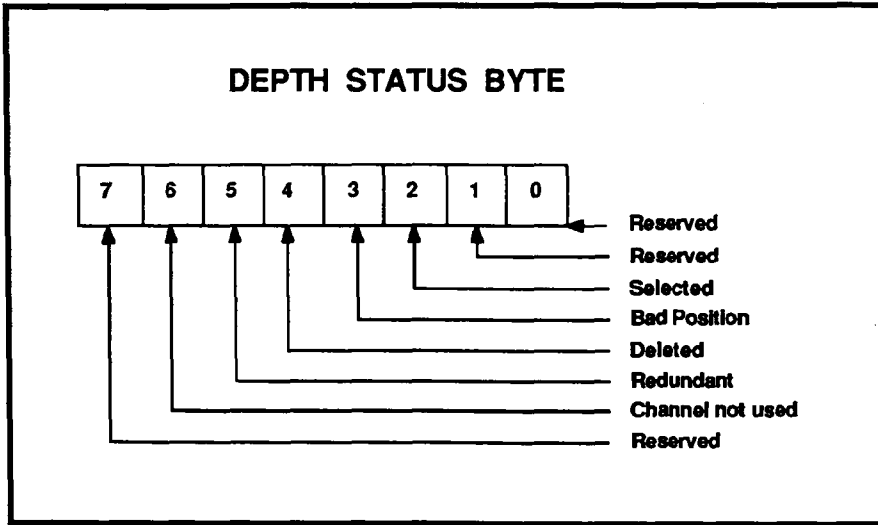 DEPTH STATUS BYTE
7 6 5 4 3 2 1 0
Reserved
Reserved
Selected
Bad Position
Deleted
Redundant
Channel not used
Reserved